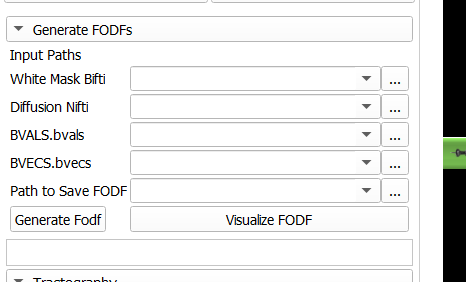 Generate FODFs
Input Paths
White Mask Bifti
...
Diffusion Nifti
...
BVALS.bvals
...
BVECS.bvecs
...
Path to Save FODF
...
Generate Fodf
Visualize FODF
Tractography